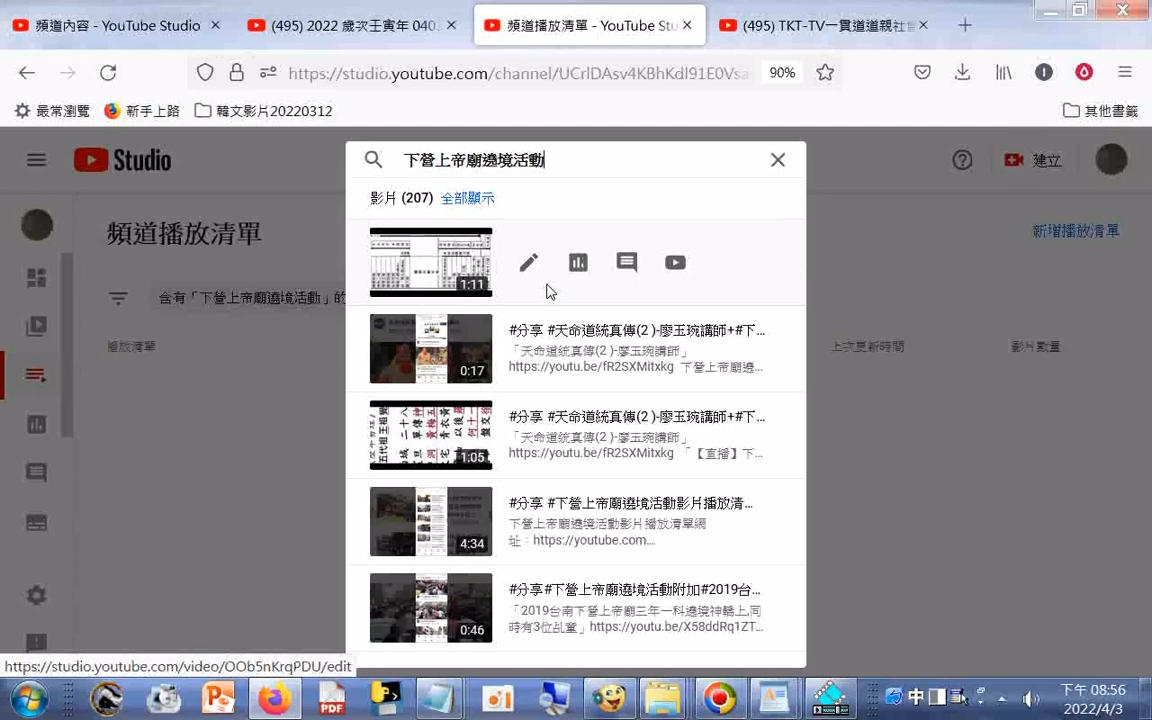 頻道內容 - YouTube Studio
(495) 2022 歲次壬寅年 040
頻道播放清單 - YouTube Stu
(495) TKT-TV一貫道道親社
https://studio.youtube.com/channel/UCrlDAsv4KBhKdl91E0Vsa
90%
最常瀏覽
新手上路
韓文影片20220312
其他書籤
Studio
下營上帝廟遶境活動
建立
影片 (207) 全部顯示
頻道播放清單
新增播放清單
1:11
含有「下營上帝廟遶境活動」的
播放清單
上次更新時間
影片數量
#分享 #天命道統真傳(2 )-廖玉琬講師+#下...
「天命道統真傳(2 )-廖玉琬講師」
https://youtu.be/fR2SXMitxkg 下營上帝廟遶...
0:17
#分享 #天命道統真傳(2 )-廖玉琬講師+#下...
「天命道統真傳(2 )-廖玉琬講師」
https://youtu.be/fR2SXMitxkg 「【直播】下...
1:05
#分享 #下營上帝廟遶境活動影片播放清...
下營上帝廟遶境活動影片播放清單網
址：https://youtube.com...
4:34
#分享#下營上帝廟遶境活動附加#2019台...
「2019台南下營上帝廟三年一科遶境神轎上,同
時有3位乩童」https://youtu.be/X58ddRq1ZT...
0:46
https://studio.youtube.com/video/OOb5nKrqPDU/edit
PDF
中
下午 08:56
2022/4/3